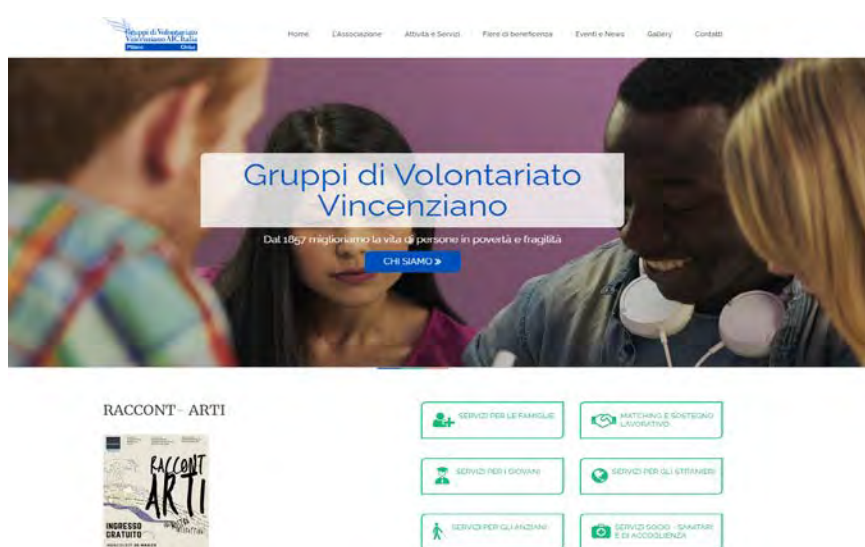 Gruppi di Volontariato
Vincenziano AIC Italia
Milano
Home
L'Associazione
Attività e Servizi
Fiere di beneficenza
Eventi e News
Gallery
Contatti
Gruppi di Volontariato
Vincenziano
Dal 1857 miglioriamo la vita di persone in povertà e fragilità
CHI SIAMO »
RACCONT- ARTI
RACCONT
ARTI
INGRESSO
GRATUITO
SERVIZI PER LE FAMIGLIE
MATCHING E SOSTEGNO
LAVORATIVO
SERVIZI PER I GIOVANI
SERVIZI PER GLI STRANIERI
SERVIZI PER GLI ANZIANI
SERVIZI SOCIO - SANITARI
E DI ACCOGLIENZA